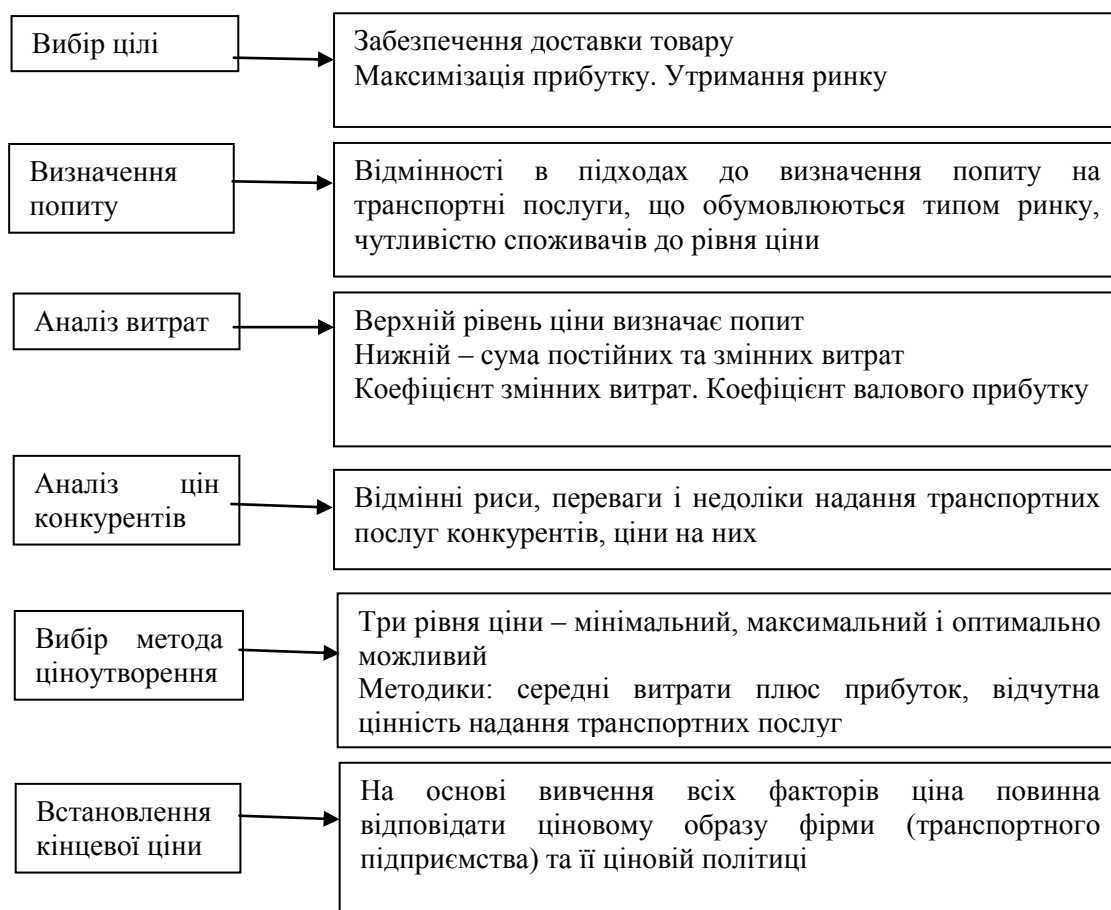 Вибір цілі
Забезпечення доставки товару
Максимізація прибутку. Утримання ринку
Визначення
попиту
Відмінності в підходах до визначення попиту на
транспортні послуги, що обумовлюються типом ринку,
чутливістю споживачів до рівня ціни
Аналіз витрат
Верхній рівень ціни визначає попит
Нижній – сума постійних та змінних витрат
Коефіцієнт змінних витрат. Коефіцієнт валового прибутку
Аналіз цін
конкурентів
Відмінні риси, переваги і недоліки надання транспортних
послуг конкурентів, ціни на них
Вибір метода
ціноутворення
Три рівня ціни – мінімальний, максимальний і оптимально
можливий
Методики: середні витрати плюс прибуток, відчутна
цінність надання транспортних послуг
Встановлення
кінцевої ціни
На основі вивчення всіх факторів ціна повинна
відповідати ціновому образу фірми (транспортного
підприємства) та її ціновій політиці